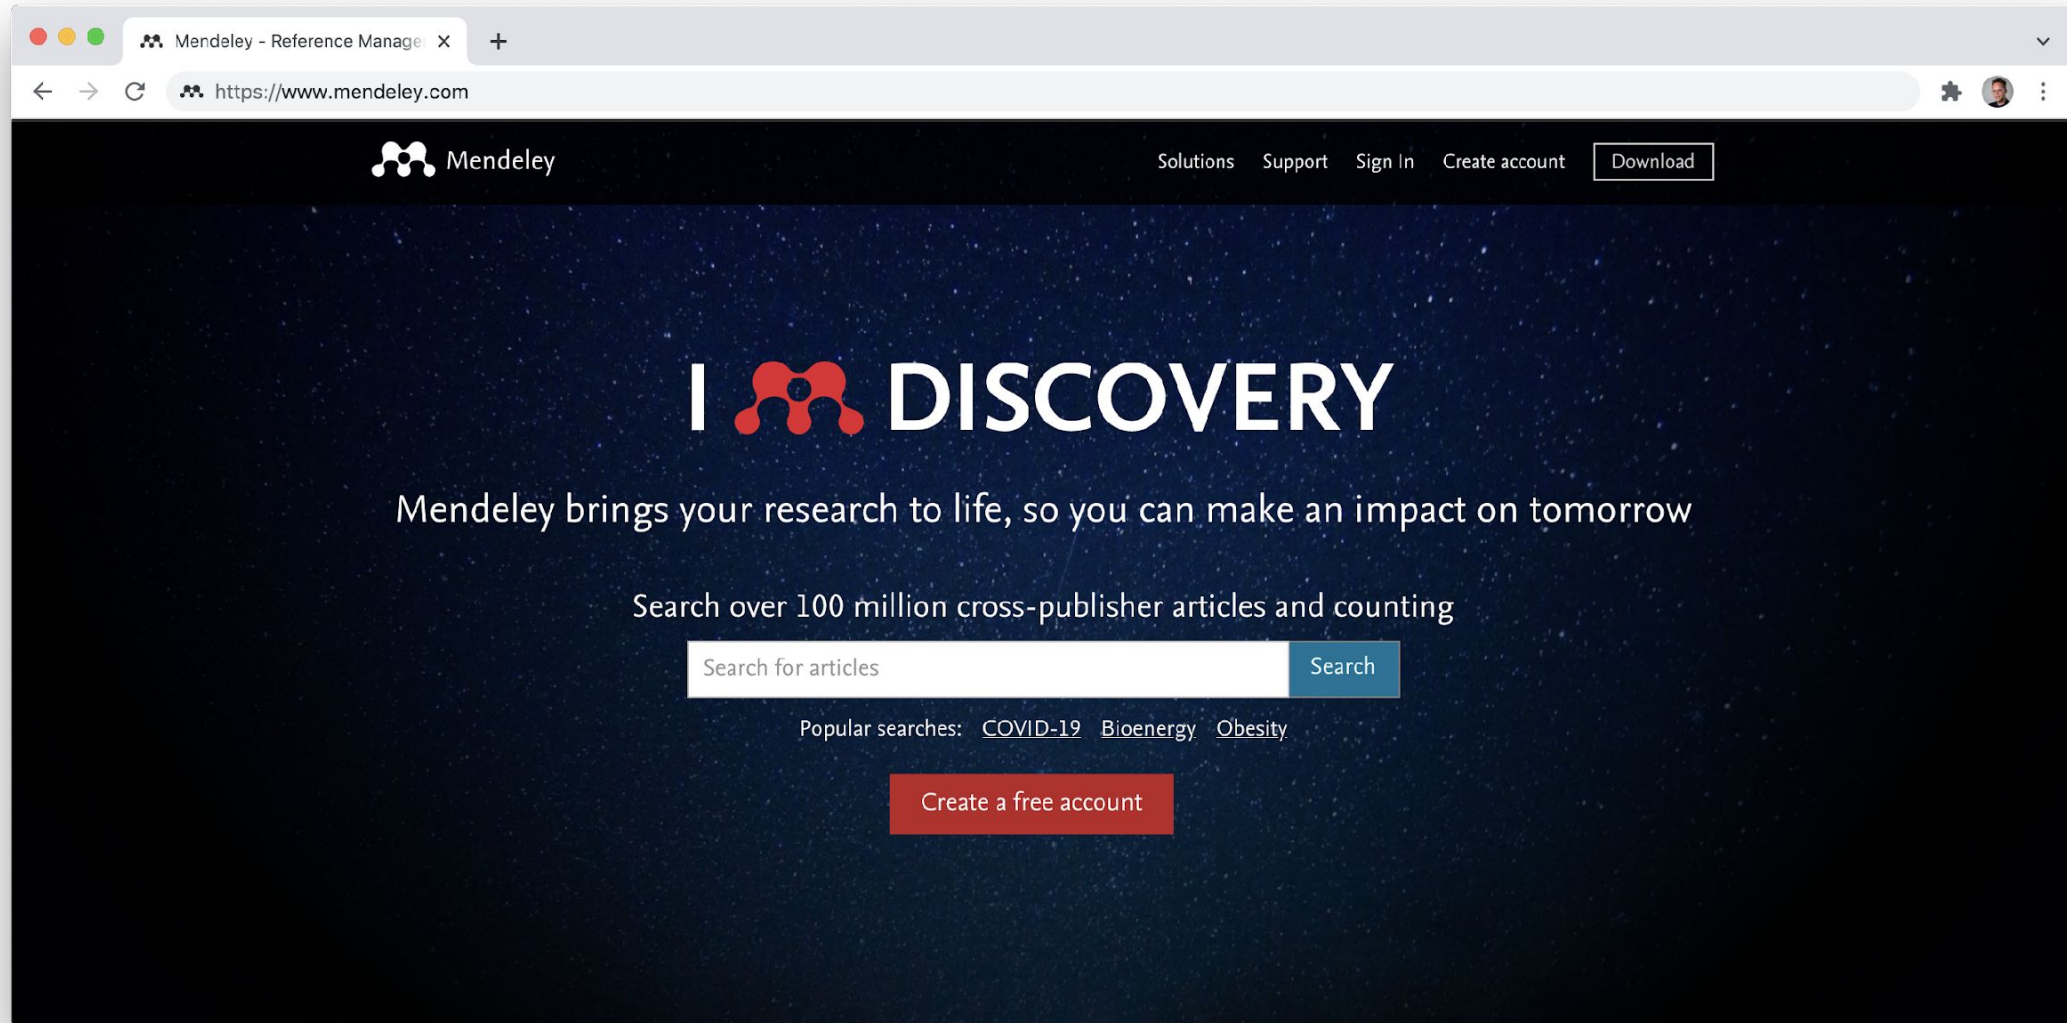 Mendeley - Reference Manage
https://www.mendeley.com
Mendeley
Solutions Support Sign In Create account Download
I DISCOVERY
Mendeley brings your research to life, so you can make an impact on tomorrow
Search over 100 million cross-publisher articles and counting
Search for articles Search
Popular searches: COVID-19 Bioenergy Obesity
Create a free account